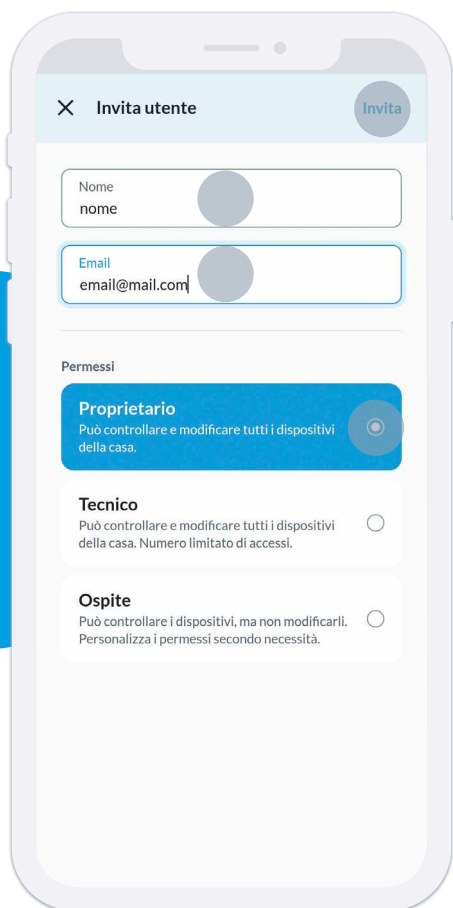 Invita utente
Invita
Nome
nome
Email
email@mail.com
Permessi
Proprietario
Può controllare e modificare tutti i dispositivi
della casa.
Tecnico
Può controllare e modificare tutti i dispositivi
della casa. Numero limitato di accessi.
Ospite
Può controllare i dispositivi, ma non modificarli.
Personalizza i permessi secondo necessità.